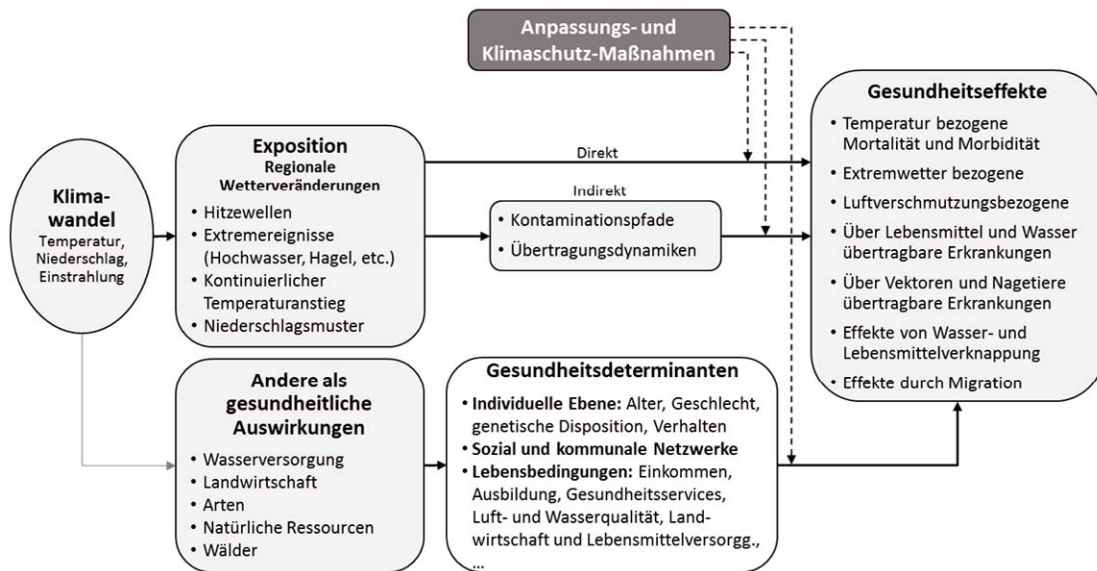 Anpassungs- und
Klimaschutz-Maßnahmen
Klima-
wandel
Temperatur,
Niederschlag,
Einstrahlung
Exposition
Regionale
Wetterveränderungen
• Hitzewellen
• Extremereignisse
(Hochwasser, Hagel, etc.)
• Kontinuierlicher
Temperaturanstieg
• Niederschlagsmuster
Direkt
Indirekt
• Kontaminationspfade
• Übertragungsdynamiken
Gesundheitseffekte
• Temperatur bezogene
Mortalität und Morbidität
• Extremwetter bezogene
• Luftverschmutzungsbezogene
• Über Lebensmittel und Wasser
übertragbare Erkrankungen
• Über Vektoren und Nagetiere
übertragbare Erkrankungen
• Effekte von Wasser- und
Lebensmittelverknappung
• Effekte durch Migration
Andere als
gesundheitliche
Auswirkungen
• Wasserversorgung
• Landwirtschaft
• Arten
• Natürliche Ressourcen
• Wälder
Gesundheitsdeterminanten
• Individuelle Ebene: Alter, Geschlecht,
genetische Disposition, Verhalten
• Sozial und kommunale Netzwerke
• Lebensbedingungen: Einkommen,
Ausbildung, Gesundheitsservices,
Luft- und Wasserqualität, Land-
wirtschaft und Lebensmittelversorgg.,
...